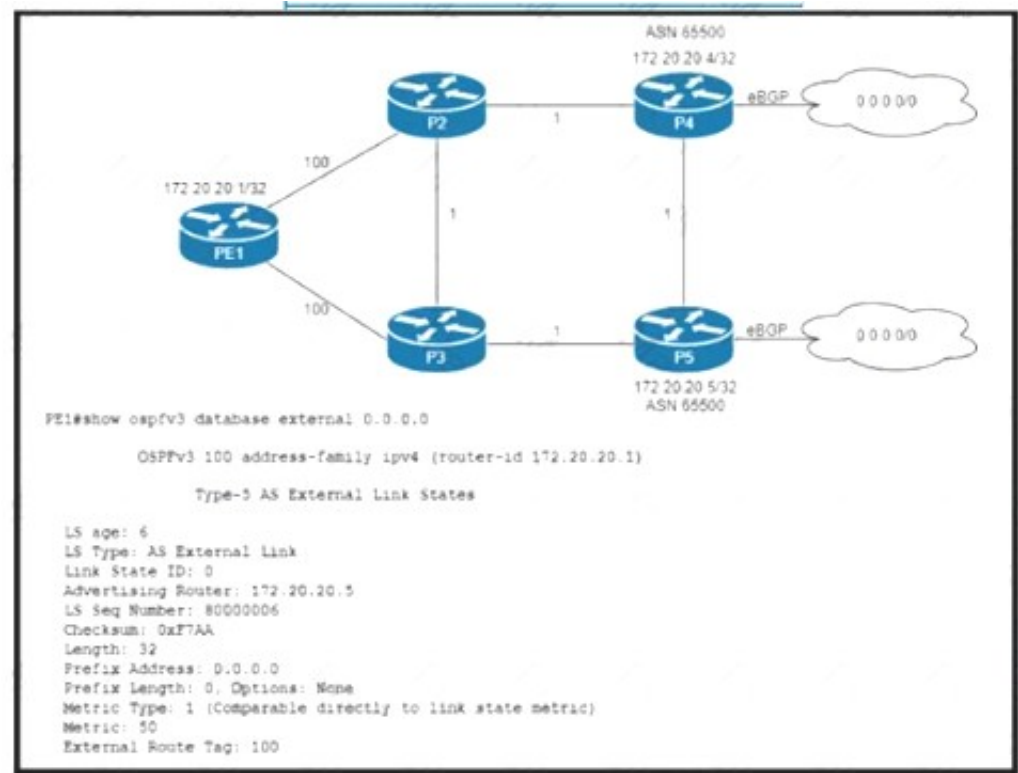 ASN 65500
172 20 20 4/32
eBGP
0 0 0 0/0
P2
1
P4
100
172 20 20 1/32
1
1
PE1
100
1
eBGP
0 0 0 0/0
P3
P5
172 20 20 5/32
ASN 65500
PE1#show ospfv3 database external 0.0.0.0
OSPFv3 100 address-family ipv4 (router-id 172.20.20.1)
Type-5 AS External Link States
LS age: 6
LS Type: AS External Link
Link State ID: 0
Advertising Router: 172.20.20.5
LS Seq Number: 80000006
Checksum: 0xF7AA
Length: 32
Prefix Address: 0.0.0.0
Prefix Length: 0, Options: None
Metric Type: 1 (Comparable directly to link state metric)
Metric: 50
External Route Tag: 100